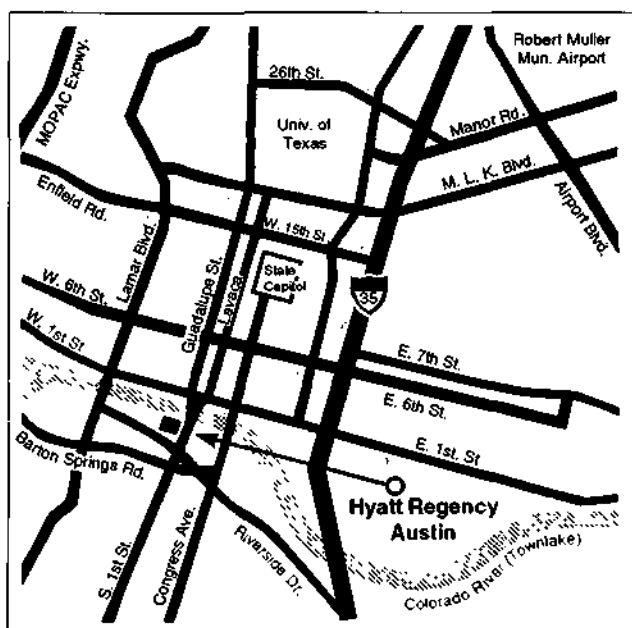 Robert Muller
Mun. Airport
MOPAC Expwy.
26th St.
Manor Rd.
Univ. of
Texas
M. L. K. Blvd.
Airport Blvd.
Enfield Rd.
W. 15th St
Lamar Blvd.
Guadalupe St.
Lavaca
State
Capitol
35
W. 6th St.
W. 1st St
E. 7th St.
E. 6th St.
E. 1st. St
Barton Springs Rd.
Hyatt Regency
Austin
S. 1st St.
Congress Ave.
Riverside Dr.
Colorado River (Townlake)